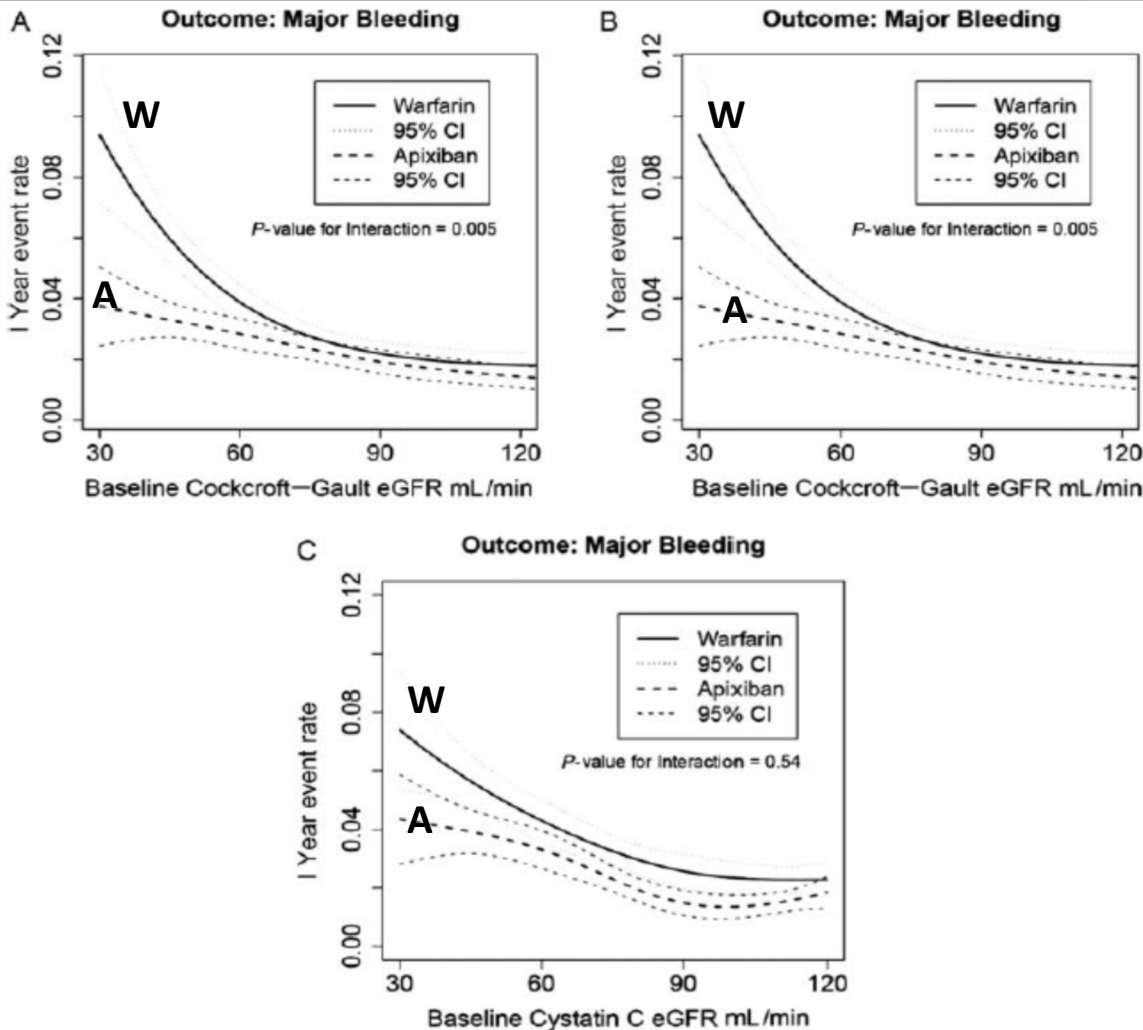 A
Outcome: Major Bleeding
0.12
0.08
0.04
0.00
I Year event rate
W
A
Warfarin
95% CI
Apixiban
95% CI
P-value for Interaction = 0.005
30 60 90 120
Baseline Cockcroft–Gault eGFR mL/min
B
Outcome: Major Bleeding
0.12
0.08
0.04
0.00
I Year event rate
W
A
Warfarin
95% CI
Apixiban
95% CI
P-value for Interaction = 0.005
30 60 90 120
Baseline Cockcroft–Gault eGFR mL/min
C
Outcome: Major Bleeding
0.12
0.08
0.04
0.00
I Year event rate
W
A
Warfarin
95% CI
Apixiban
95% CI
P-value for Interaction = 0.54
30 60 90 120
Baseline Cystatin C eGFR mL/min